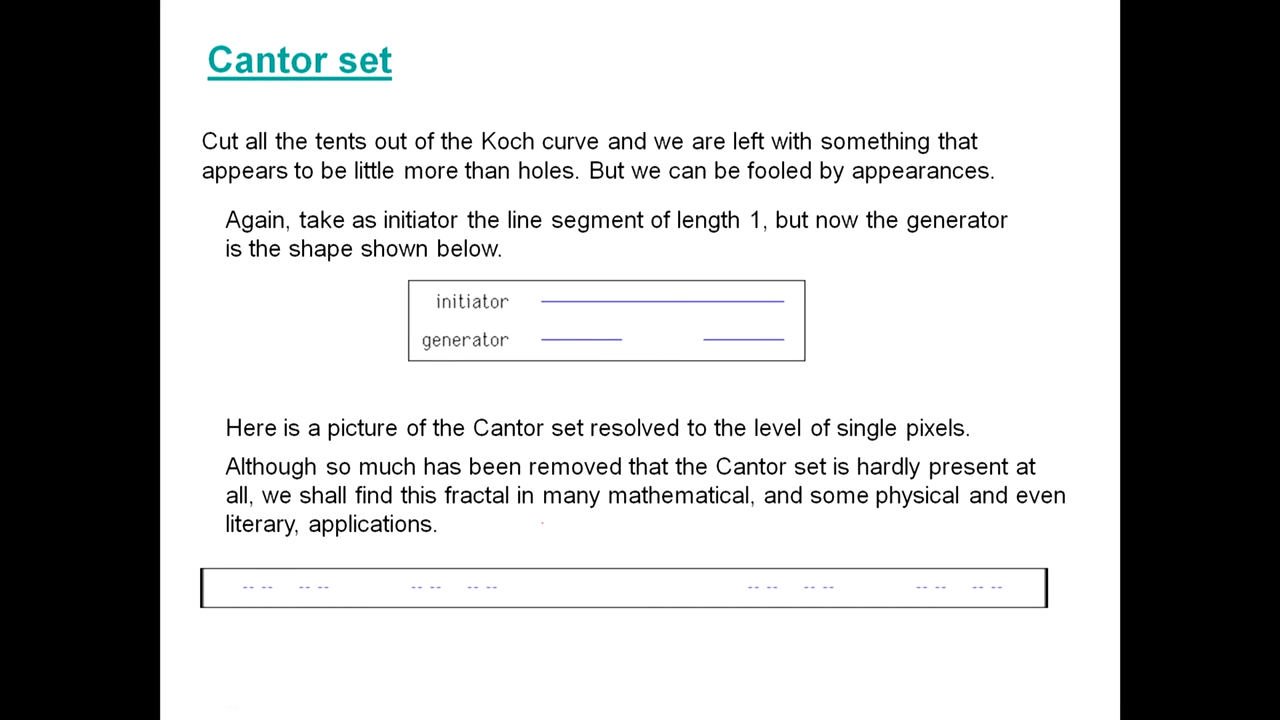 Cantor set
Cut all the tents out of the Koch curve and we are left with something that
appears to be little more than holes. But we can be fooled by appearances.
Again, take as initiator the line segment of length 1, but now the generator
is the shape shown below.
initiator
generator
Here is a picture of the Cantor set resolved to the level of single pixels.
Although so much has been removed that the Cantor set is hardly present at
all, we shall find this fractal in many mathematical, and some physical and even
literary, applications.